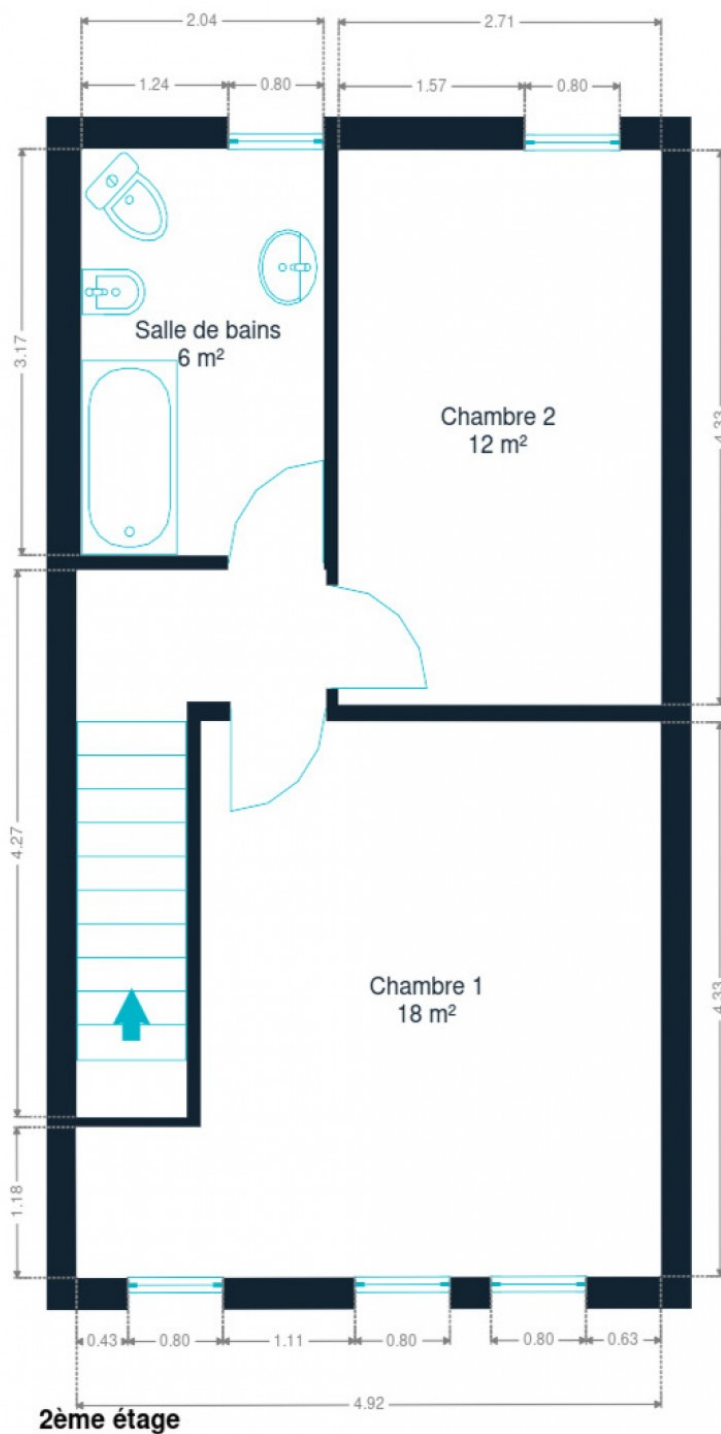 2.04
2.71
1.24
0.80
1.57
0.80
3.17
4.33
Salle de bains
6 m²
Chambre 2
12 m²
4.27
4.33
Chambre 1
18 m²
1.18
0.43
0.80
1.11
0.80
0.80
0.63
4.92
2ème étage